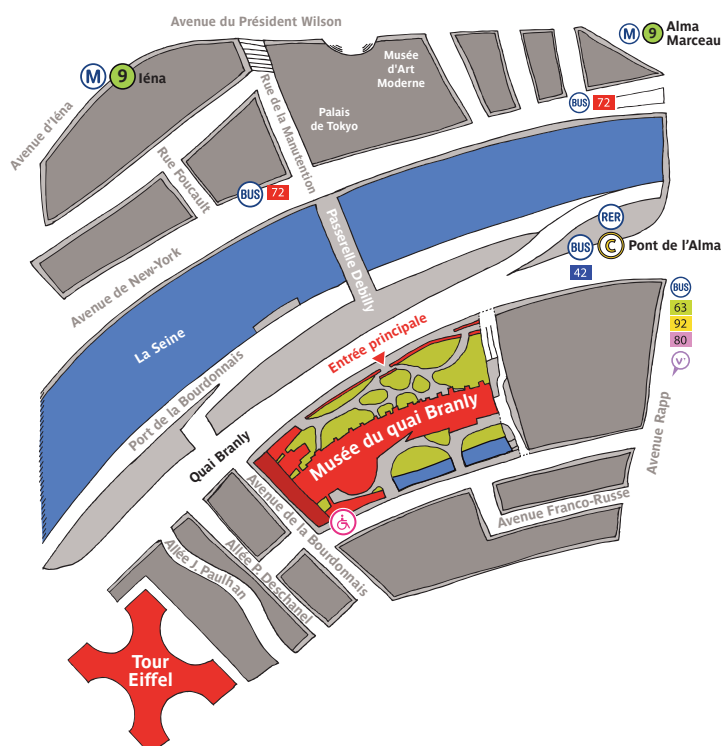 Avenue du Président Wilson
M 9 Alma
Marceau
M 9 Iéna
Musée
d'Art
Moderne
Palais
de Tokyo
BUS 72
Avenue d'Iéna
Rue de la Manutention
Rue Foucault
BUS 72
Passerelle Debilly
RER
BUS C Pont de l'Alma
42
Avenue de New-York
La Seine
BUS
63
92
80
V'
Entrée principale
Port de la Bourdonnais
Musée du quai Branly
Quai Branly
Avenue Rapp
Avenue de la Bourdonnais
Avenue Franco-Russe
Allée J. Paulhan
Allée P. Deschanel
Tour
Eiffel